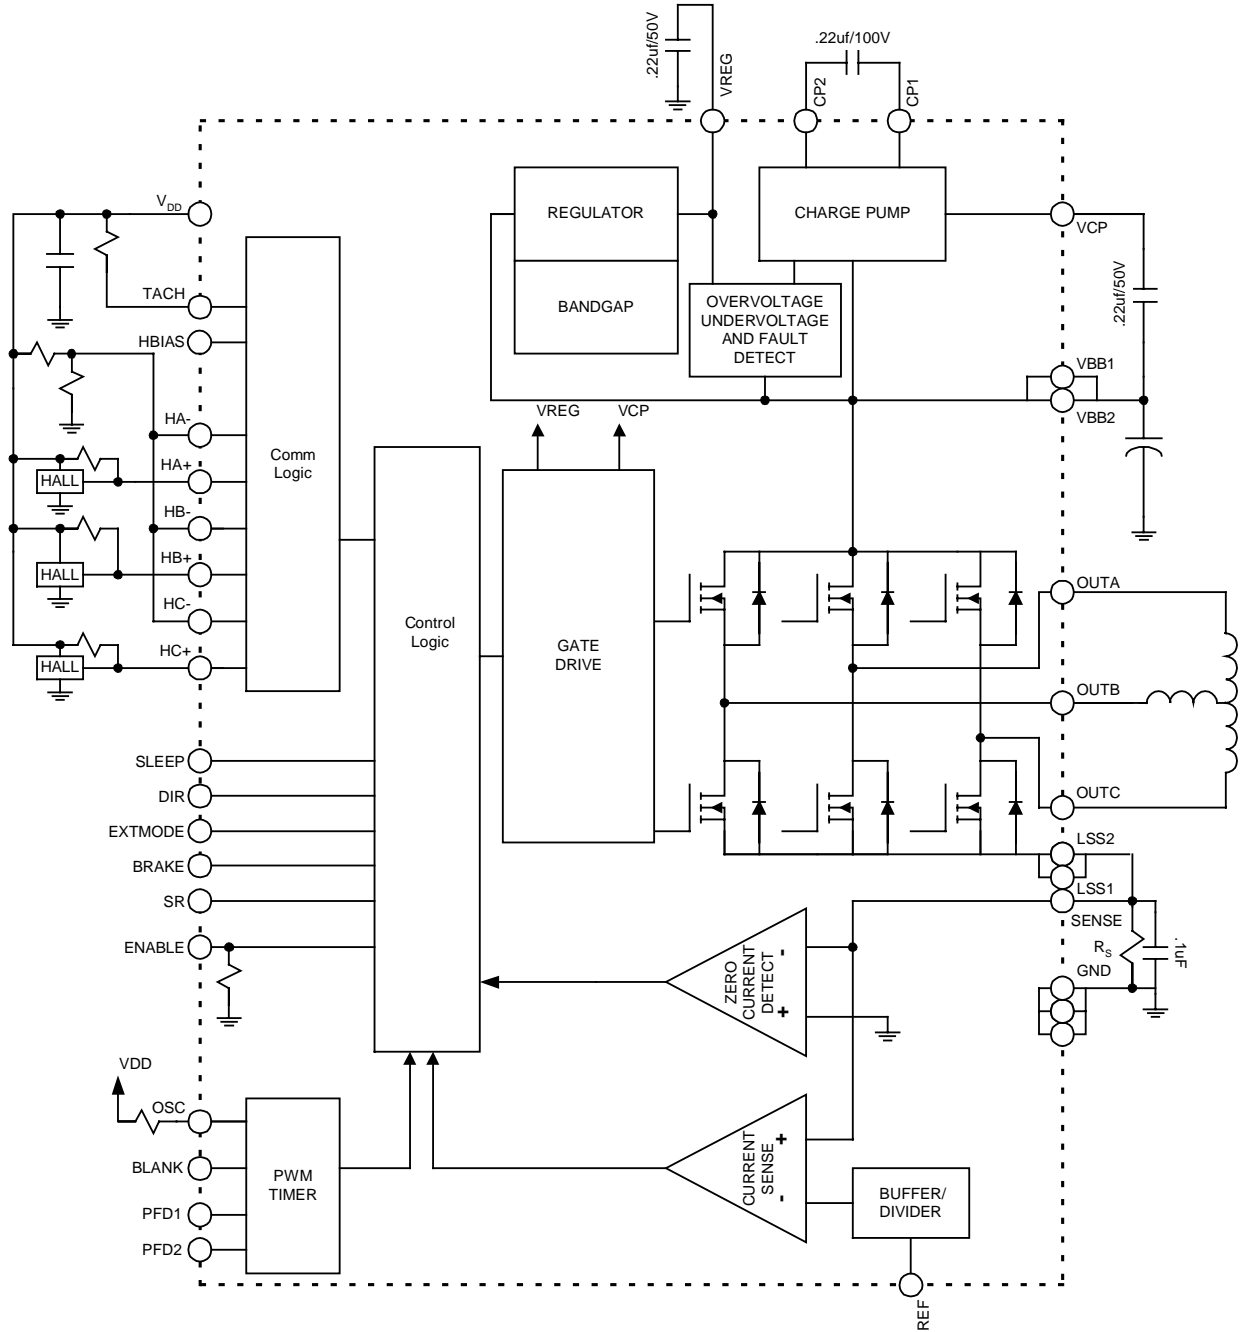 .22uf/50V
VREG
.22uf/100V
CP2
CP1
VDD
REGULATOR
CHARGE PUMP
VCP
TACH
BANDGAP
OVERVOLTAGE
UNDERVOLTAGE
AND FAULT
DETECT
.22uf/50V
HBIAS
VBB1
VBB2
VREG
VCP
HA-
Comm
Logic
HA+
HALL
HB-
HB+
HALL
OUTA
HC-
Control
Logic
GATE
DRIVE
HC+
HALL
OUTB
SLEEP
DIR
OUTC
EXTMODE
LSS2
BRAKE
LSS1
SR
SENSE
ENABLE
ZERO
CURRENT
DETECT
-
+
RS
.1uF
GND
VDD
OSC
BLANK
PWM
TIMER
CURRENT
SENSE
+
-
BUFFER/
DIVIDER
PFD1
PFD2
REF